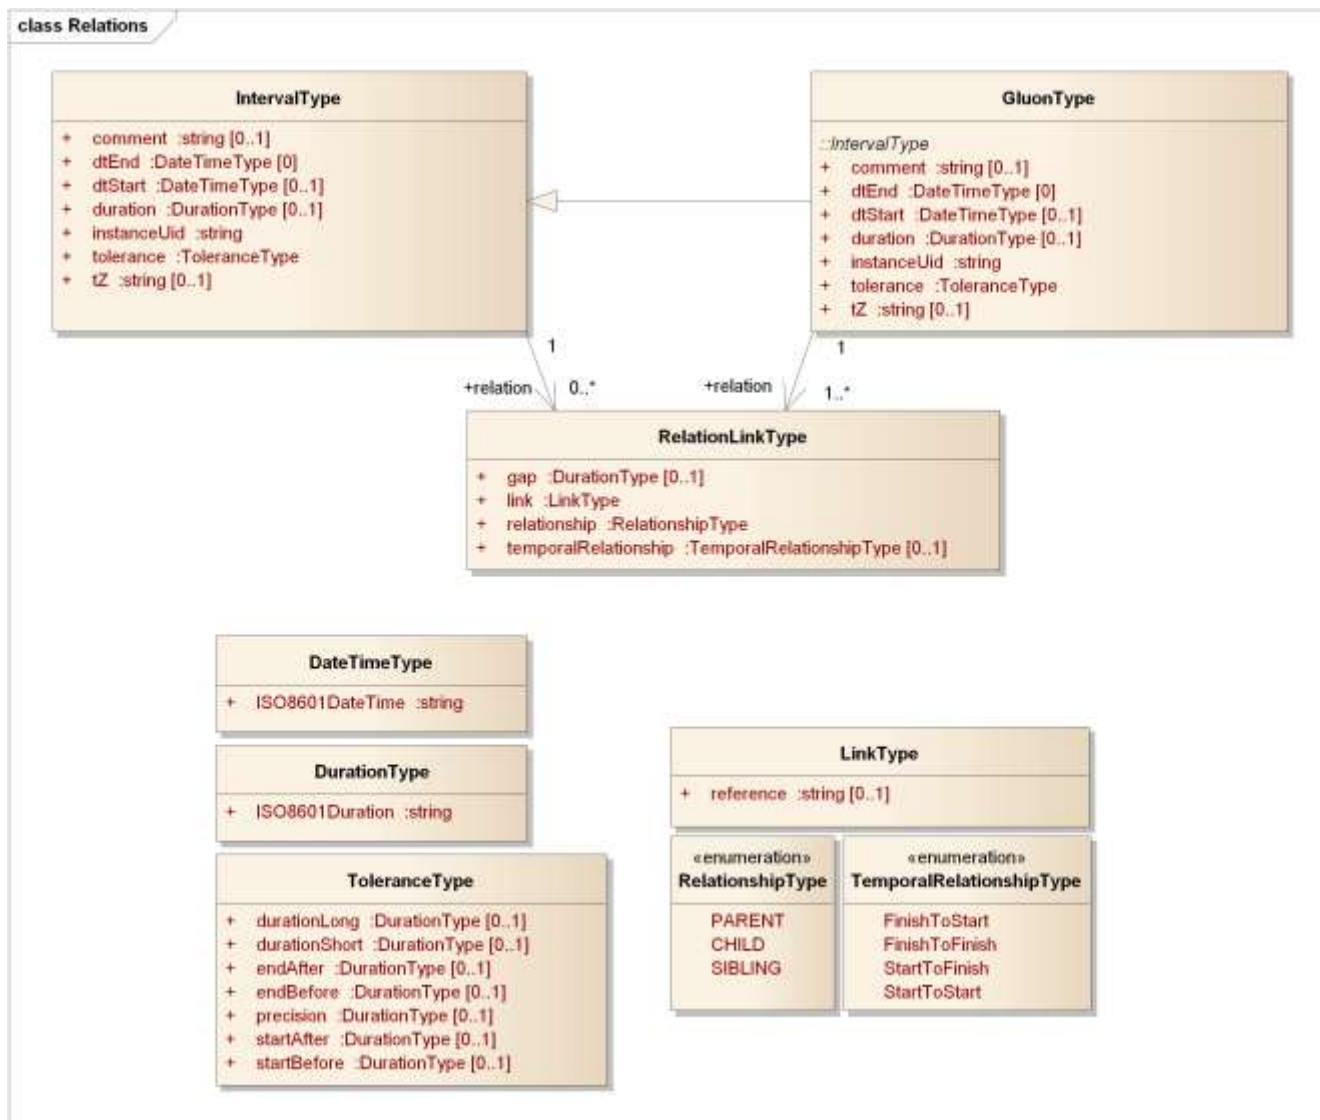 class Relations
IntervalType
+ comment :string [0..1]
+ dtEnd :DateTimeType [0]
+ dtStart :DateTimeType [0..1]
+ duration :DurationType [0..1]
+ instanceUid :string
+ tolerance :ToleranceType
+ tZ :string [0..1]
GluonType
::IntervalType
+ comment :string [0..1]
+ dtEnd :DateTimeType [0]
+ dtStart :DateTimeType [0..1]
+ duration :DurationType [0..1]
+ instanceUid :string
+ tolerance :ToleranceType
+ tZ :string [0..1]
1
+relation 0..*
1
+relation 1..*
RelationLinkType
+ gap :DurationType [0..1]
+ link :LinkType
+ relationship :RelationshipType
+ temporalRelationship :TemporalRelationshipType [0..1]
DateTimeType
+ ISO8601DateTime :string
DurationType
+ ISO8601Duration :string
ToleranceType
+ durationLong :DurationType [0..1]
+ durationShort :DurationType [0..1]
+ endAfter :DurationType [0..1]
+ endBefore :DurationType [0..1]
+ precision :DurationType [0..1]
+ startAfter :DurationType [0..1]
+ startBefore :DurationType [0..1]
LinkType
+ reference :string [0..1]
«enumeration»
RelationshipType
PARENT
CHILD
SIBLING
«enumeration»
TemporalRelationshipType
FinishToStart
FinishToFinish
StartToFinish
StartToStart